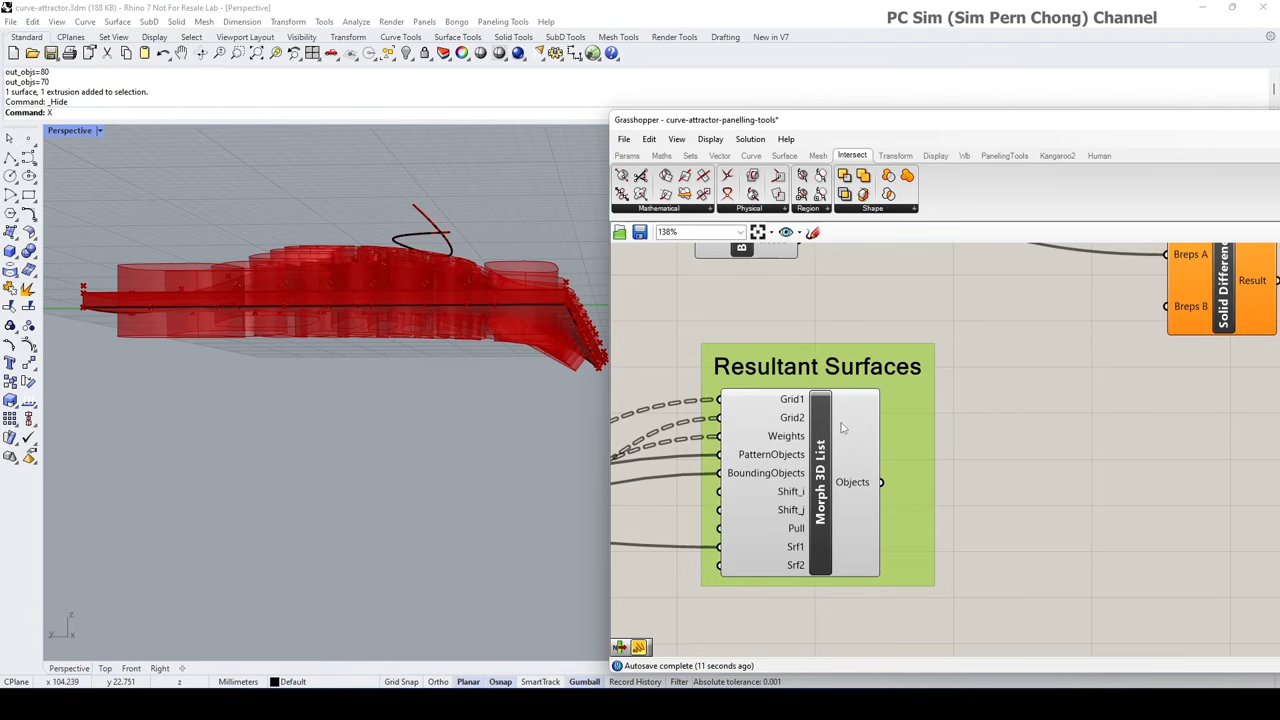 curve-attractor.3dm (188 KB) - Rhino 7 Not For Resale Lab - [Perspective]
PC Sim (Sim Pern Chong) Channel
File Edit View Curve Surface SubD Solid Mesh Dimension Transform Tools Analyze Render Panels Bongo Paneling Tools Help
Standard CPlanes Set View Display Select Viewport Layout Visibility Transform Curve Tools Surface Tools Solid Tools SubD Tools Mesh Tools Render Tools Drafting New in V7
out_objs=80
out_objs=70
1 surface, 1 extrusion added to selection.
Command: _Hide
Command: X
Perspective
Grasshopper - curve-attractor-panelling-tools*
File Edit View Display Solution Help
Params Maths Sets Vector Curve Surface Mesh Intersect Transform Display Wb PanelingTools Kangaroo2 Human
Mathematical Physical Region Shape
138%
B
Breps A
Breps B
Solid Difference
Result
Resultant Surfaces
Grid1
Grid2
Weights
PatternObjects
BoundingObjects
Shift_i
Shift_j
Pull
Srf1
Srf2
Morph 3D List
Objects
z
y x
Autosave complete (11 seconds ago)
Perspective Top Front Right
CPlane x 104.239 y 22.751 z Millimeters Default Grid Snap Ortho Planar Osnap SmartTrack Gumball Record History Filter Absolute tolerance: 0.001